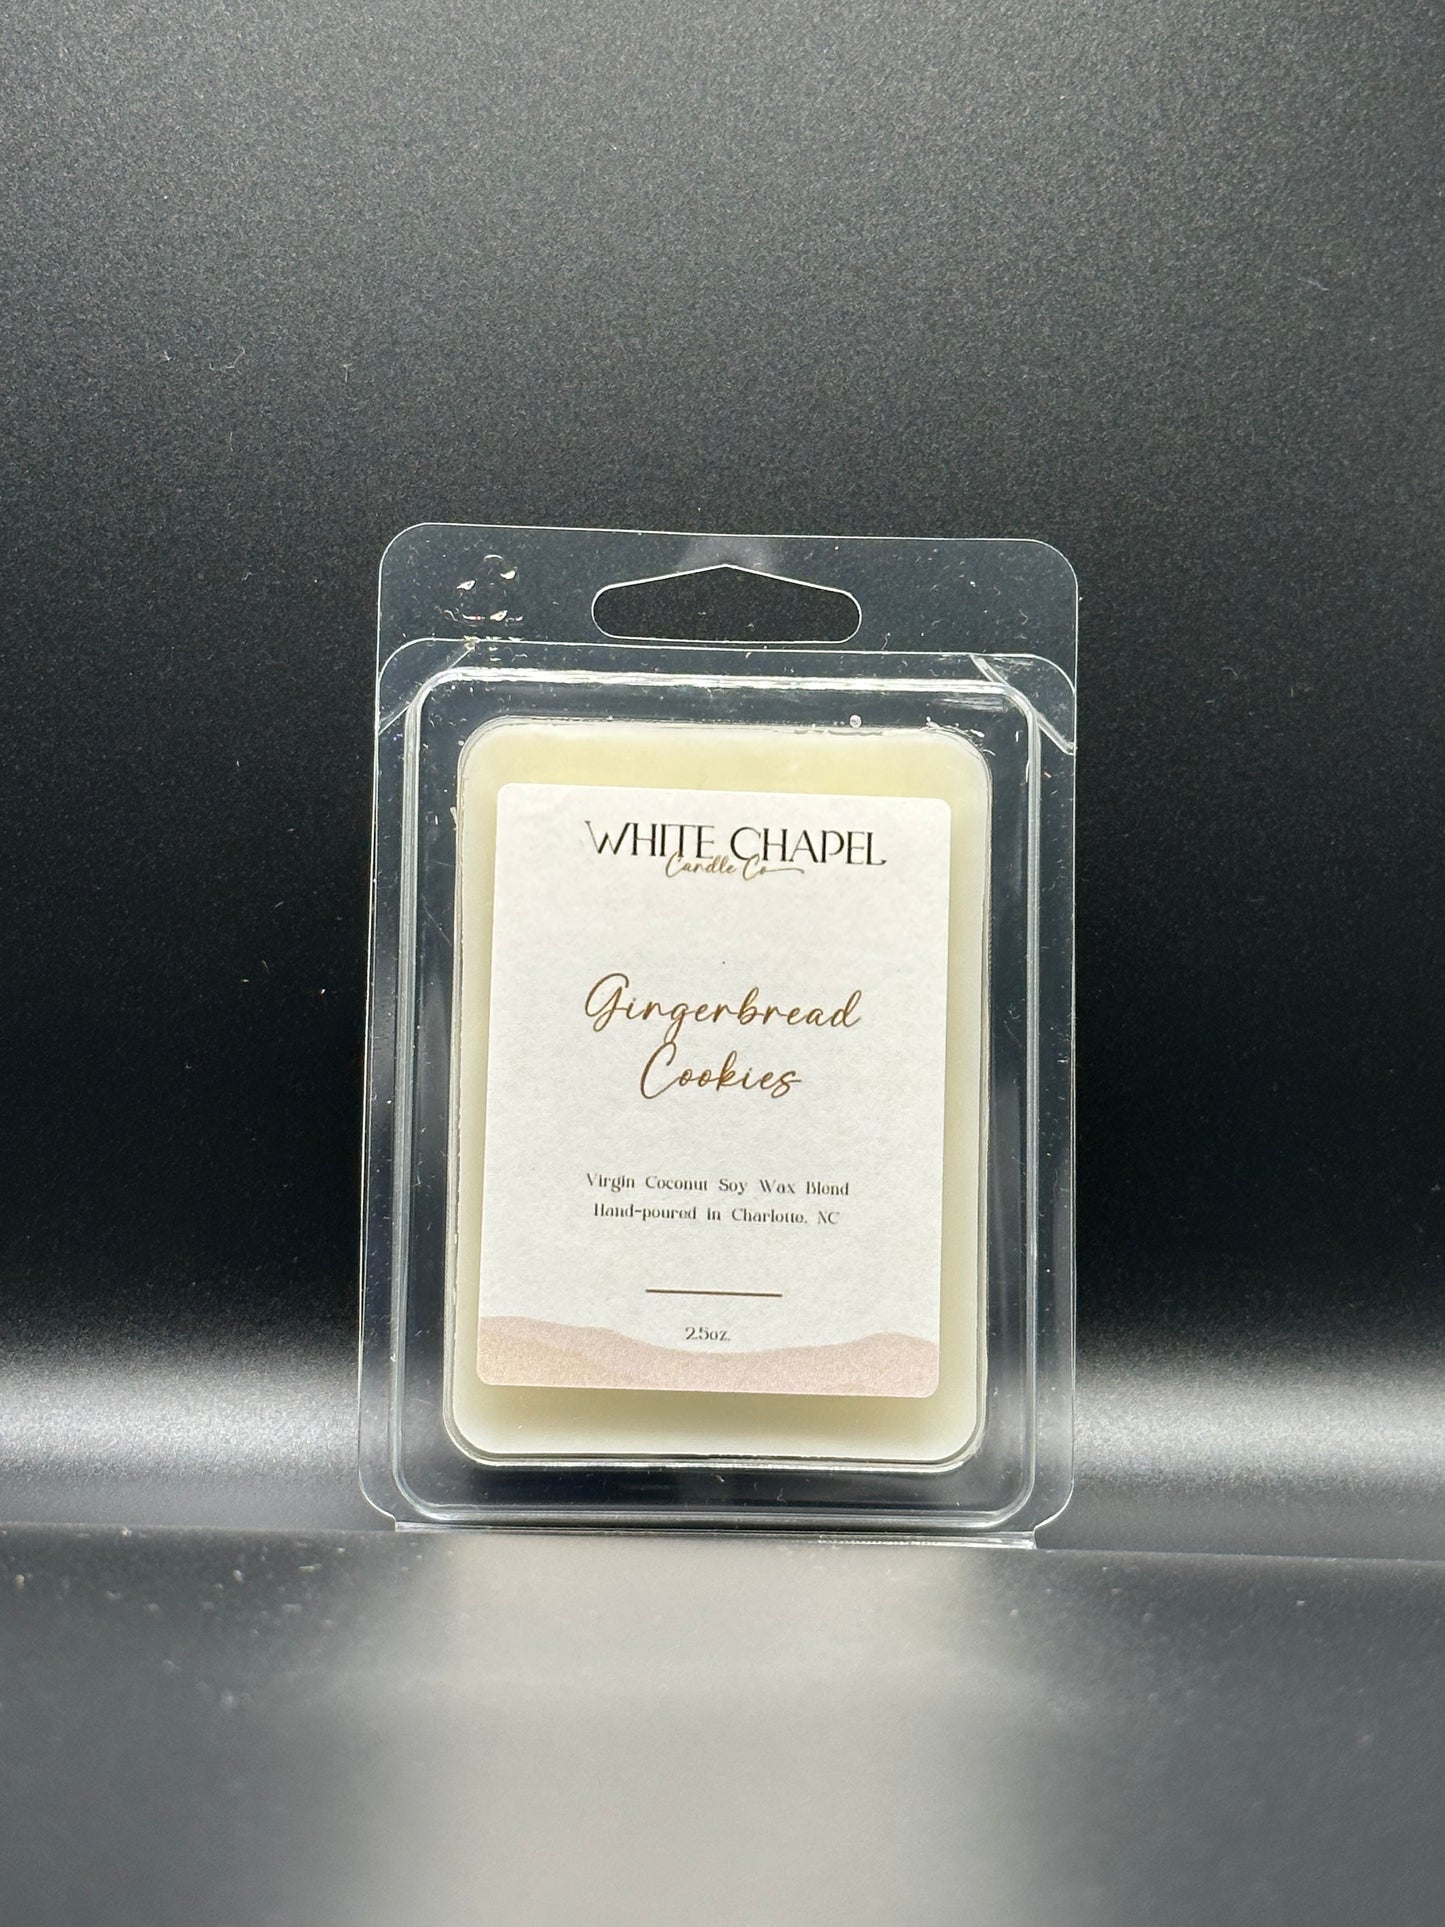 WHITE CHAPEL
Candle Co
Gingerbread
Cookies
Virgin Coconut Soy Wax Blend
Hand-poured in Charlotte, NC
2.5oz.